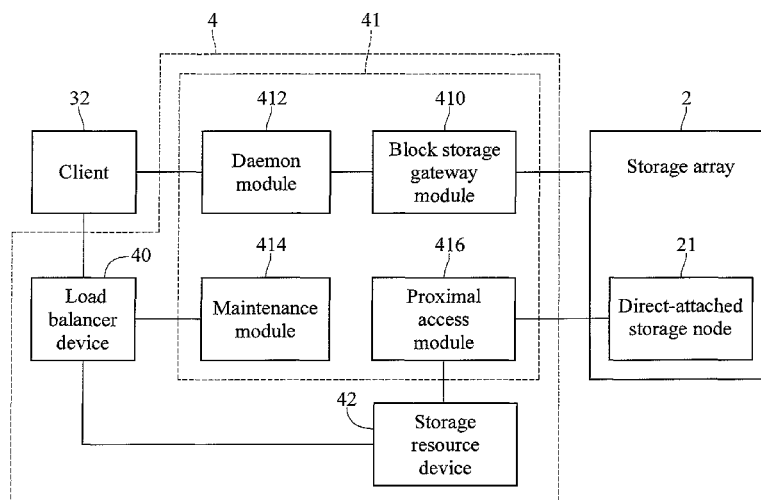 4
41
32
412
410
2
Client
Daemon
module
Block storage
gateway
module
Storage array
40
414
416
21
Load
balancer
device
Maintenance
module
Proximal
access
module
Direct-attached
storage node
42
Storage
resource
device